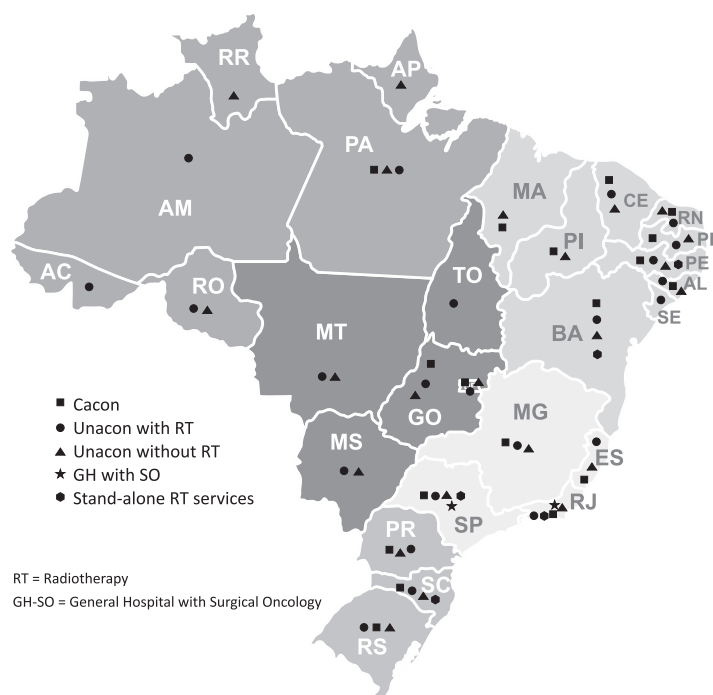 RR
AP
PA
AM
MA
CE
RN
PI
PI
PE
AL
SE
AC
RO
TO
BA
MT
GO
MG
MS
ES
RJ
SP
PR
SC
RS
Cacon
Unacon with RT
Unacon without RT
GH with SO
Stand-alone RT services
RT = Radiotherapy
GH-SO = General Hospital with Surgical Oncology